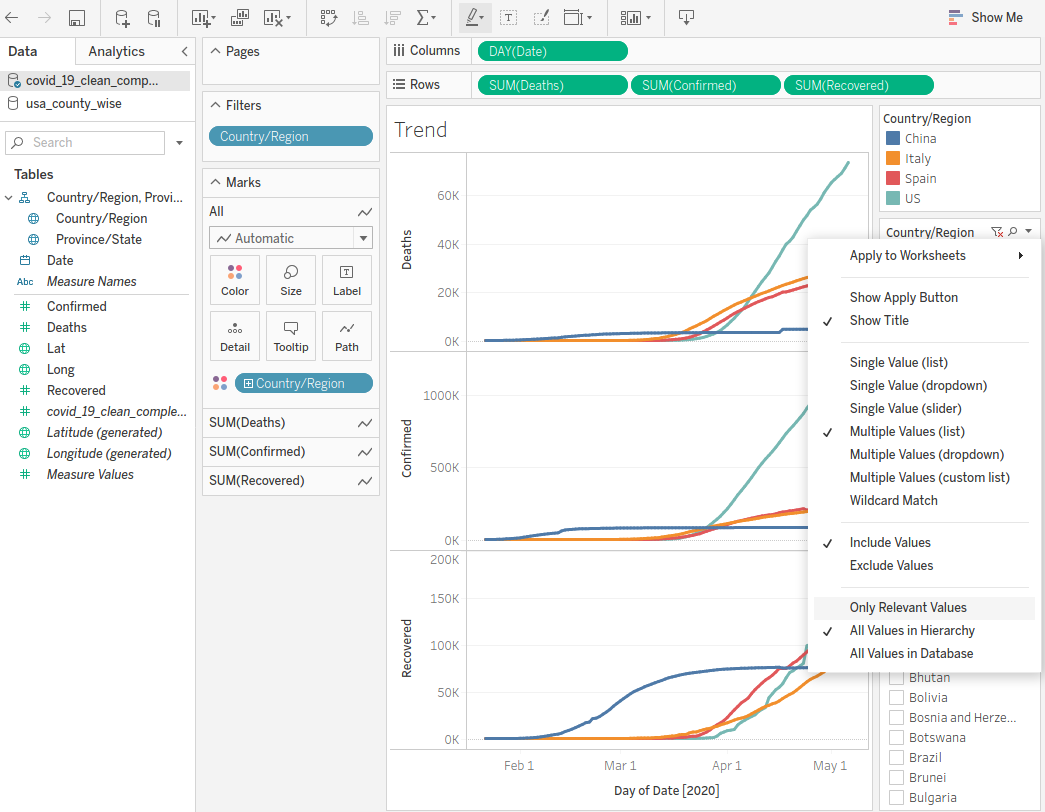 Show Me
Data
Analytics
covid_19_clean_comp...
usa_county_wise
Search
Tables
Country/Region, Provi...
Country/Region
Province/State
Date
Abc
Measure Names
Confirmed
Deaths
Lat
Long
Recovered
covid_19_clean_comple...
Latitude (generated)
Longitude (generated)
Measure Values
Pages
Filters
Country/Region
Marks
All
Automatic
Color
Size
Label
Detail
Tooltip
Path
Country/Region
SUM(Deaths)
SUM(Confirmed)
SUM(Recovered)
Columns
DAY(Date)
Rows
SUM(Deaths)
SUM(Confirmed)
SUM(Recovered)
Trend
Deaths
60K
40K
20K
0K
Confirmed
1000K
500K
0K
Recovered
200K
150K
100K
50K
0K
Feb 1
Mar 1
Apr 1
May 1
Day of Date [2020]
Country/Region
China
Italy
Spain
US
Country/Region
Apply to Worksheets
Show Apply Button
Show Title
Single Value (list)
Single Value (dropdown)
Single Value (slider)
Multiple Values (list)
Multiple Values (dropdown)
Multiple Values (custom list)
Wildcard Match
Include Values
Exclude Values
Only Relevant Values
All Values in Hierarchy
All Values in Database
Bhutan
Bolivia
Bosnia and Herze...
Botswana
Brazil
Brunei
Bulgaria